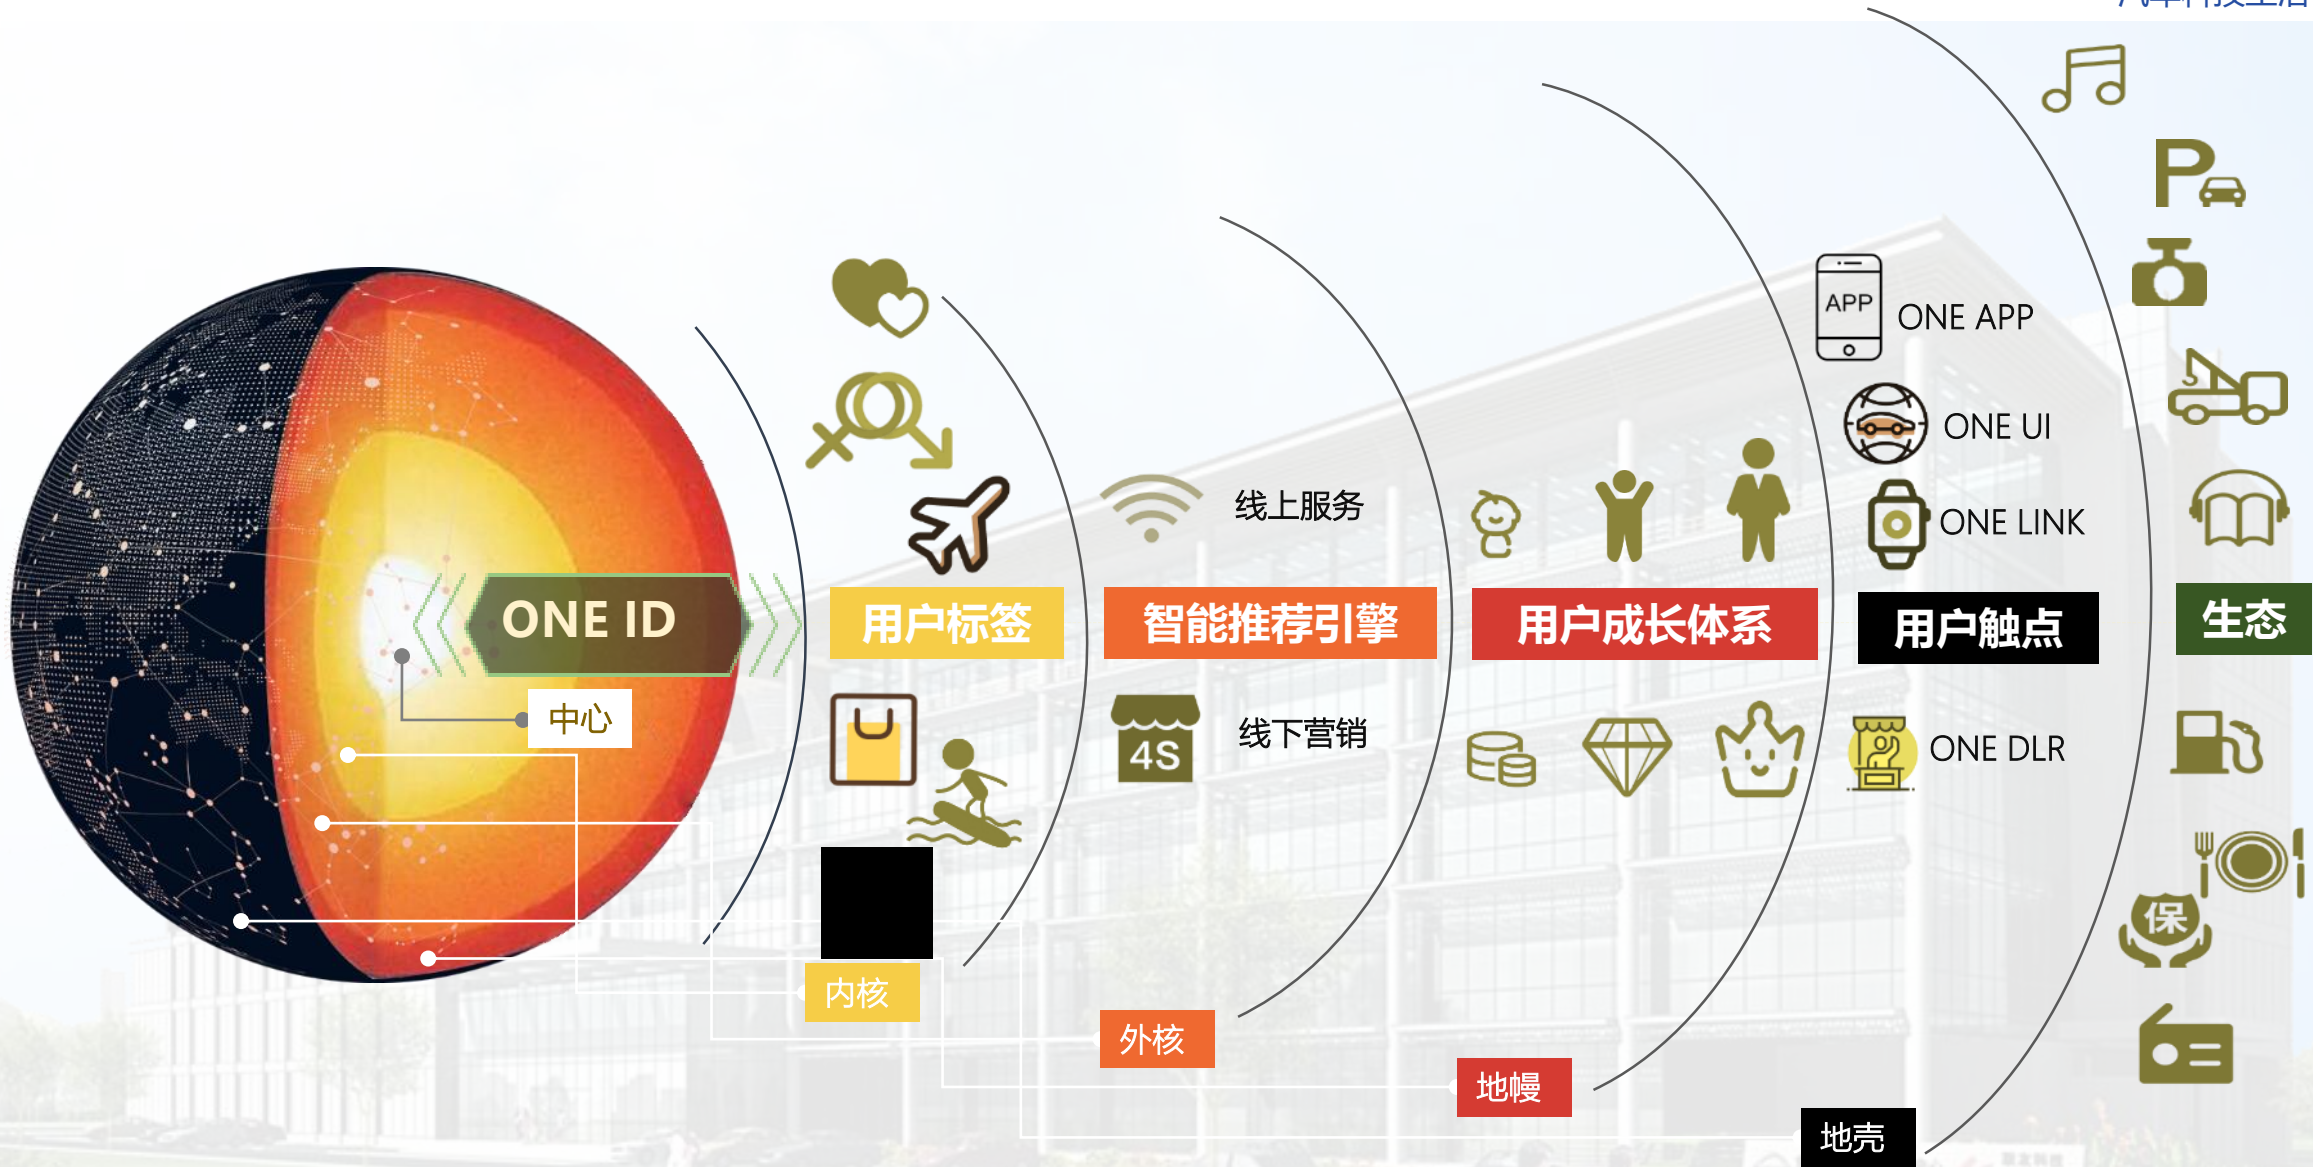 APP
ONE APP
ONE UI
ONE LINK
线上服务
ONE ID
用户标签
智能推荐引擎
用户成长体系
用户触点
生态
中心
4S
线下营销
ONE DLR
保
内核
外核
地幔
地壳